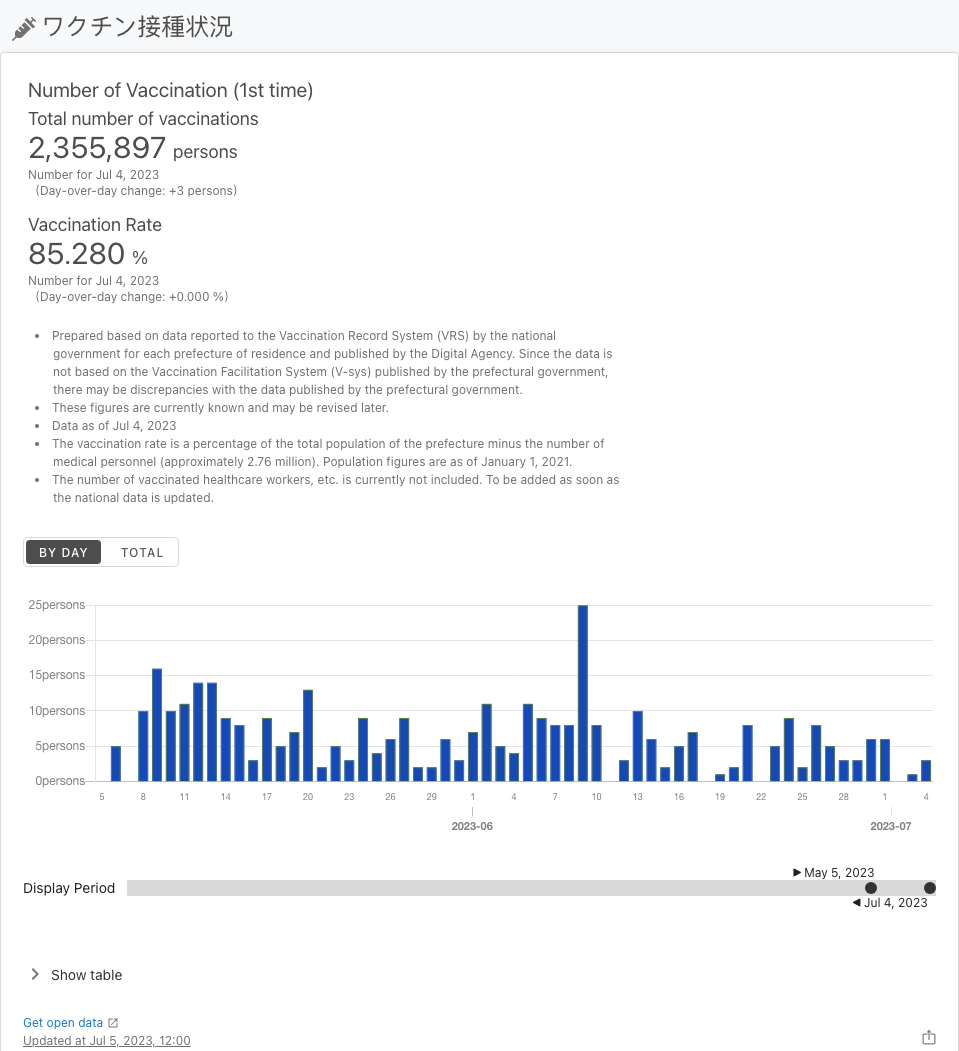 ワクチン接種状況
Number of Vaccination (1st time)
Total number of vaccinations
2,355,897 persons
Number for Jul 4, 2023
(Day-over-day change: +3 persons)
Vaccination Rate
85.280 %
Number for Jul 4, 2023
(Day-over-day change: +0.000 %)
• Prepared based on data reported to the Vaccination Record System (VRS) by the national
government for each prefecture of residence and published by the Digital Agency. Since the data is
not based on the Vaccination Facilitation System (V-sys) published by the prefectural government,
there may be discrepancies with the data published by the prefectural government.
• These figures are currently known and may be revised later.
• Data as of Jul 4, 2023
• The vaccination rate is a percentage of the total population of the prefecture minus the number of
medical personnel (approximately 2.76 million). Population figures are as of January 1, 2021.
• The number of vaccinated healthcare workers, etc. is currently not included. To be added as soon as
the national data is updated.
BY DAY TOTAL
25persons
20persons
15persons
10persons
5persons
0persons
5 8 11 14 17 20 23 26 29 1 4 7 10 13 16 19 22 25 28 1 4
2023-06 2023-07
May 5, 2023
Display Period
Jul 4, 2023
Show table
Get open data
Updated at Jul 5, 2023, 12:00